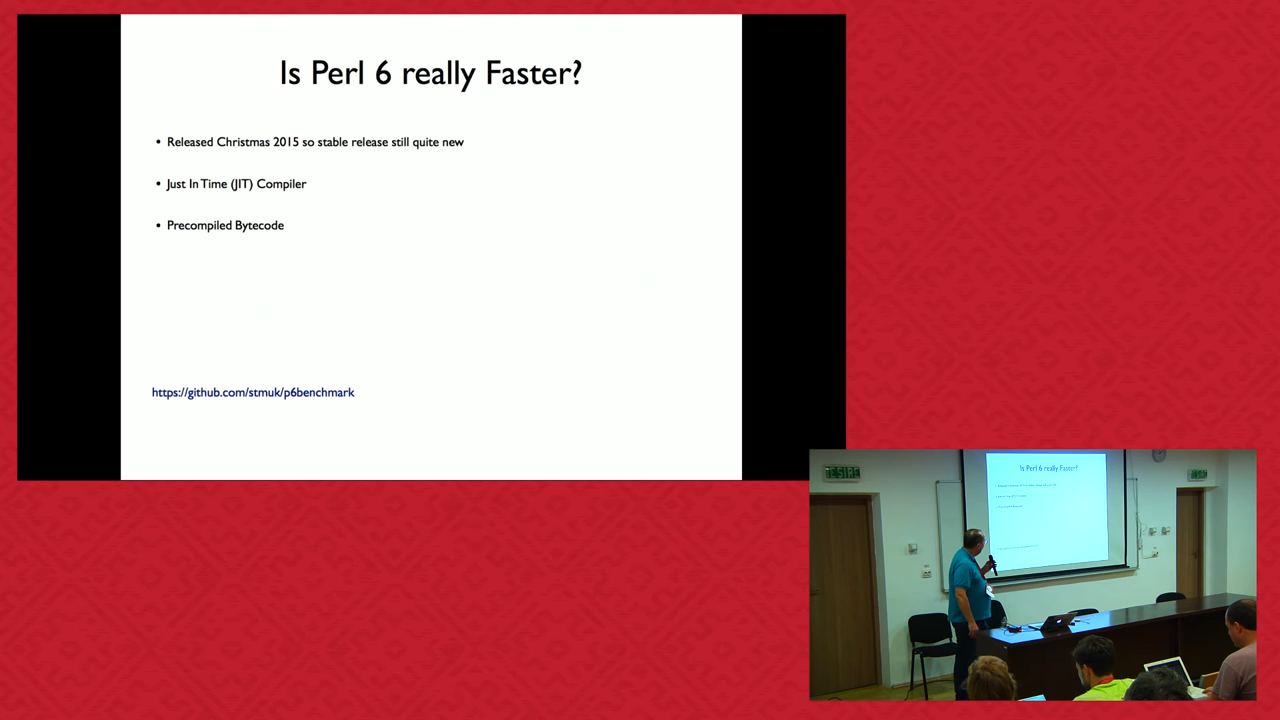 Is Perl 6 really Faster?
• Released Christmas 2015 so stable release still quite new
• Just In Time (JIT) Compiler
• Precompiled Bytecode
https://github.com/stmuk/p6benchmark
IESIRE
Is Perl 6 really Faster?